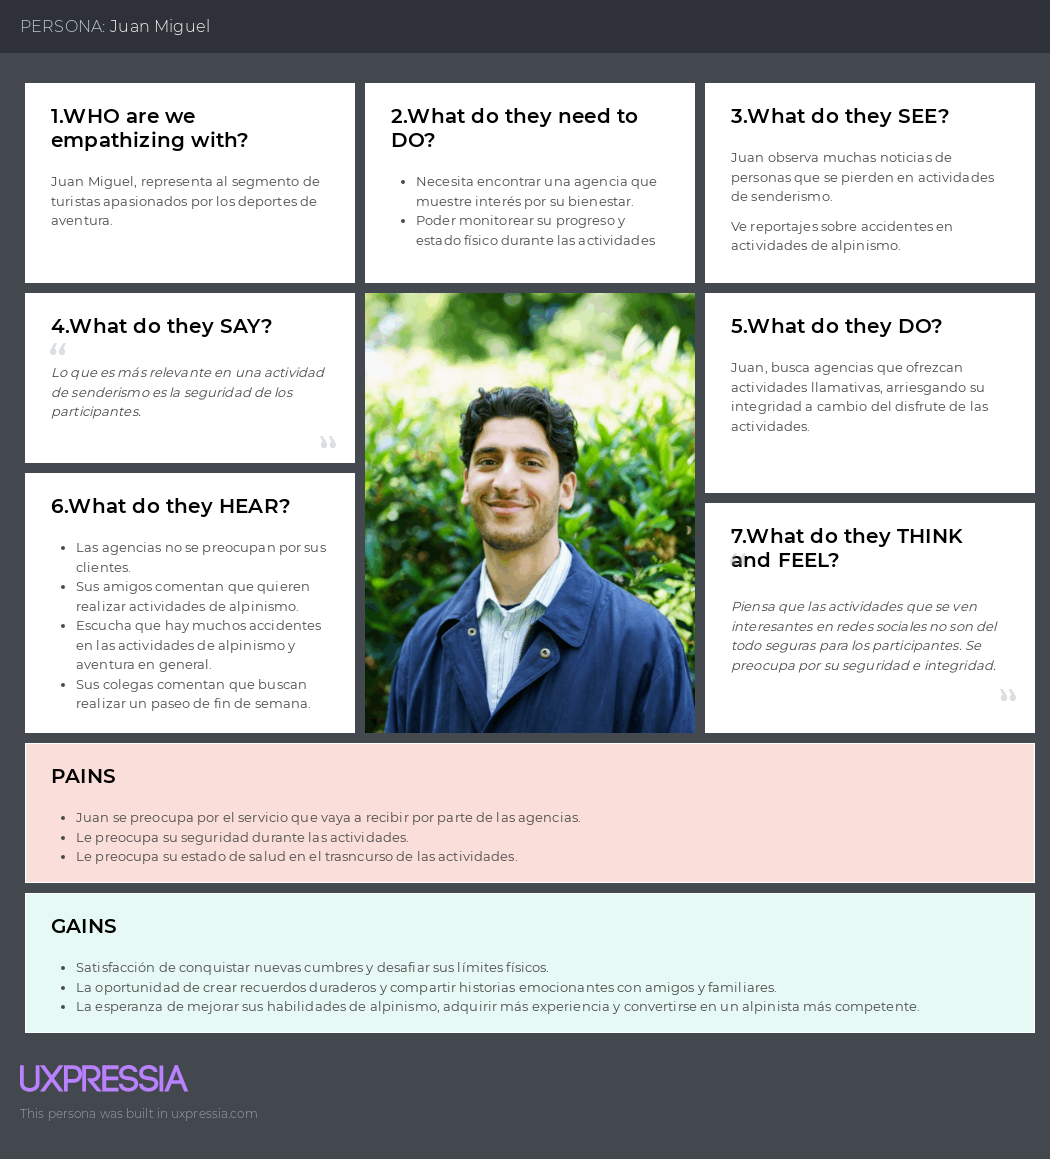 PERSONA: Juan Miguel
1.WHO are we
empathizing with?
Juan Miguel, representa al segmento de
turistas apasionados por los deportes de
aventura.
2.What do they need to
DO?
• Necesita encontrar una agencia que
muestre interés por su bienestar.
• Poder monitorear su progreso y
estado físico durante las actividades
3.What do they SEE?
Juan observa muchas noticias de
personas que se pierden en actividades
de senderismo.
Ve reportajes sobre accidentes en
actividades de alpinismo.
4.What do they SAY?
“
Lo que es más relevante en una actividad
de senderismo es la seguridad de los
participantes.
”
5.What do they DO?
Juan, busca agencias que ofrezcan
actividades llamativas, arriesgando su
integridad a cambio del disfrute de las
actividades.
6.What do they HEAR?
• Las agencias no se preocupan por sus
clientes.
• Sus amigos comentan que quieren
realizar actividades de alpinismo.
• Escucha que hay muchos accidentes
en las actividades de alpinismo y
aventura en general.
• Sus colegas comentan que buscan
realizar un paseo de fin de semana.
7.What do they THINK
and FEEL?
“
Piensa que las actividades que se ven
interesantes en redes sociales no son del
todo seguras para los participantes. Se
preocupa por su seguridad e integridad.
”
PAINS
• Juan se preocupa por el servicio que vaya a recibir por parte de las agencias.
• Le preocupa su seguridad durante las actividades.
• Le preocupa su estado de salud en el trasncurso de las actividades.
GAINS
• Satisfacción de conquistar nuevas cumbres y desafiar sus límites físicos.
• La oportunidad de crear recuerdos duraderos y compartir historias emocionantes con amigos y familiares.
• La esperanza de mejorar sus habilidades de alpinismo, adquirir más experiencia y convertirse en un alpinista más competente.
UXPRESSIA
This persona was built in uxpressia.com